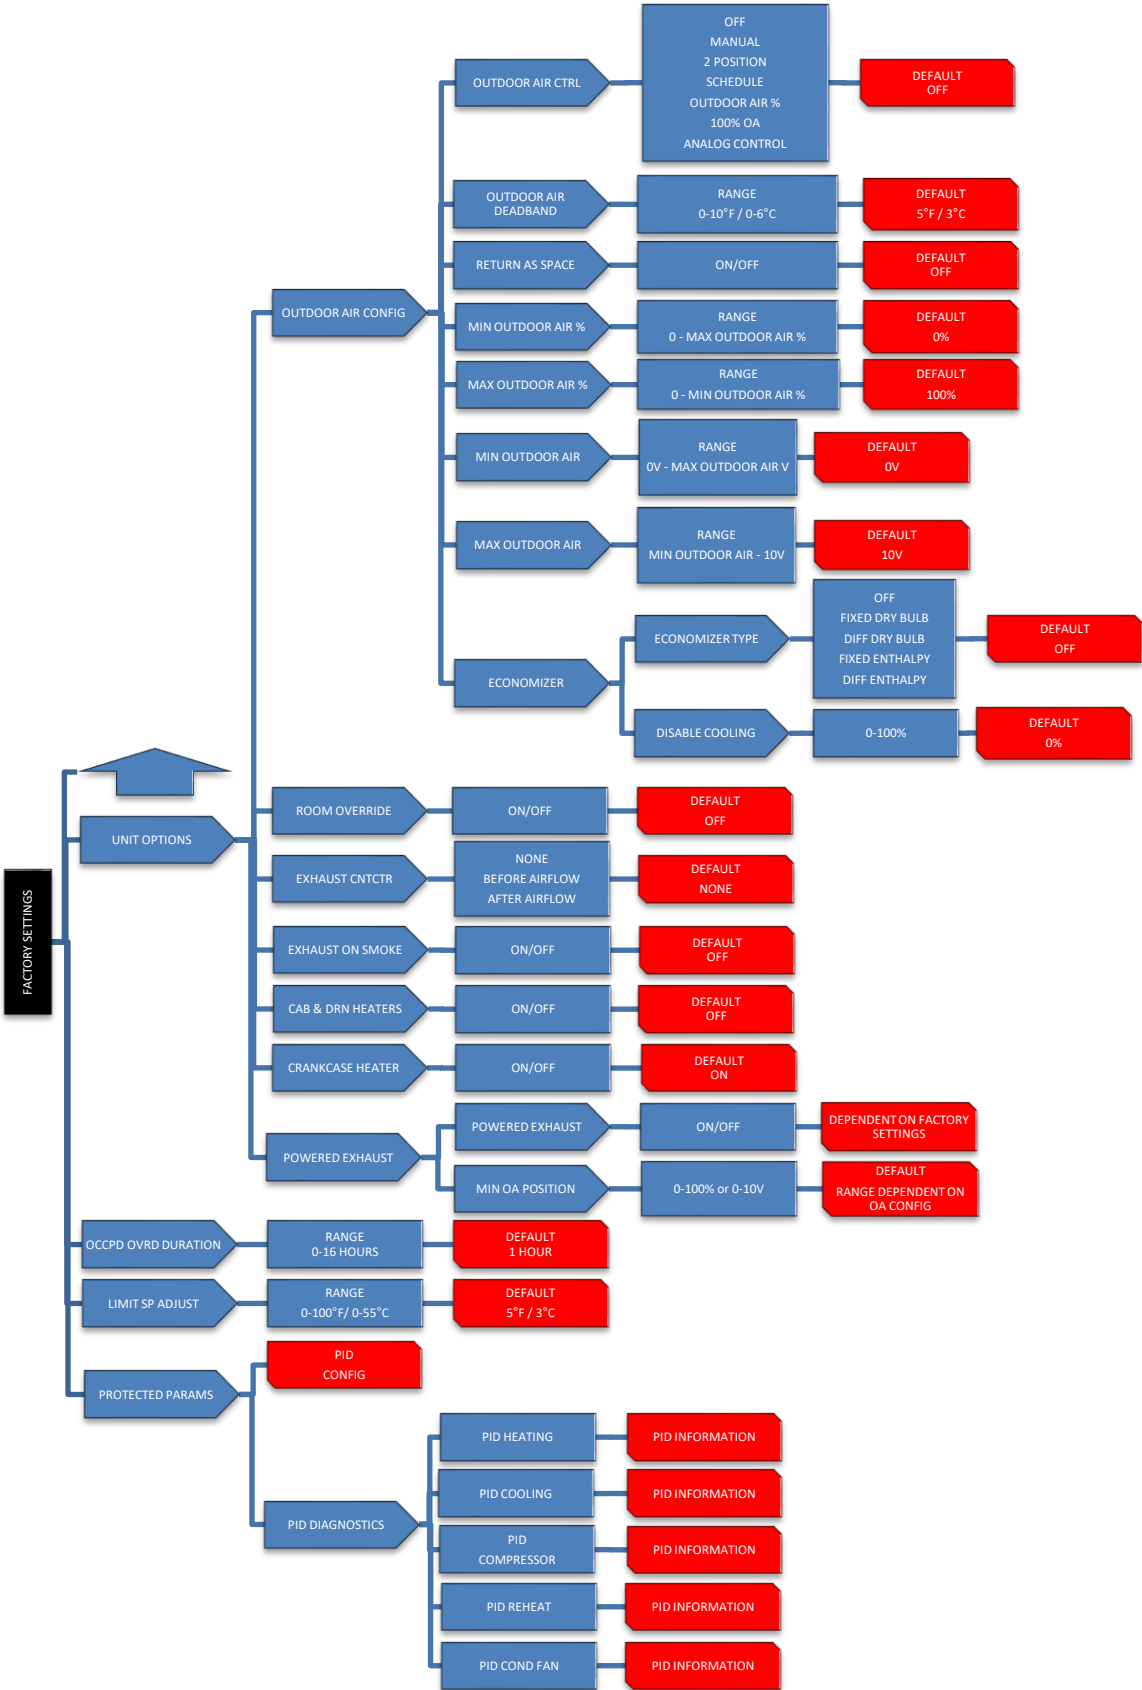 OFF
MANUAL
2 POSITION
SCHEDULE
OUTDOOR AIR %
100% OA
ANALOG CONTROL
OUTDOOR AIR CTRL
DEFAULT
OFF
OUTDOOR AIR
DEADBAND
RANGE
0-10°F / 0-6°C
DEFAULT
5°F / 3°C
RETURN AS SPACE
ON/OFF
DEFAULT
OFF
OUTDOOR AIR CONFIG
MIN OUTDOOR AIR %
RANGE
0 - MAX OUTDOOR AIR %
DEFAULT
0%
MAX OUTDOOR AIR %
RANGE
0 - MIN OUTDOOR AIR %
DEFAULT
100%
MIN OUTDOOR AIR
RANGE
0V - MAX OUTDOOR AIR V
DEFAULT
0V
MAX OUTDOOR AIR
RANGE
MIN OUTDOOR AIR - 10V
DEFAULT
10V
ECONOMIZER
ECONOMIZER TYPE
OFF
FIXED DRY BULB
DIFF DRY BULB
FIXED ENTHALPY
DIFF ENTHALPY
DEFAULT
OFF
DISABLE COOLING
0-100%
DEFAULT
0%
UNIT OPTIONS
ROOM OVERRIDE
ON/OFF
DEFAULT
OFF
EXHAUST CNTCTR
NONE
BEFORE AIRFLOW
AFTER AIRFLOW
DEFAULT
NONE
FACTORY SETTINGS
EXHAUST ON SMOKE
ON/OFF
DEFAULT
OFF
CAB & DRN HEATERS
ON/OFF
DEFAULT
OFF
CRANKCASE HEATER
ON/OFF
DEFAULT
ON
POWERED EXHAUST
POWERED EXHAUST
ON/OFF
DEPENDENT ON FACTORY
SETTINGS
MIN OA POSITION
0-100% or 0-10V
DEFAULT
RANGE DEPENDENT ON
OA CONFIG
OCCPD OVRD DURATION
RANGE
0-16 HOURS
DEFAULT
1 HOUR
LIMIT SP ADJUST
RANGE
0-100°F/ 0-55°C
DEFAULT
5°F / 3°C
PROTECTED PARAMS
PID
CONFIG
PID DIAGNOSTICS
PID HEATING
PID INFORMATION
PID COOLING
PID INFORMATION
PID
COMPRESSOR
PID INFORMATION
PID REHEAT
PID INFORMATION
PID COND FAN
PID INFORMATION